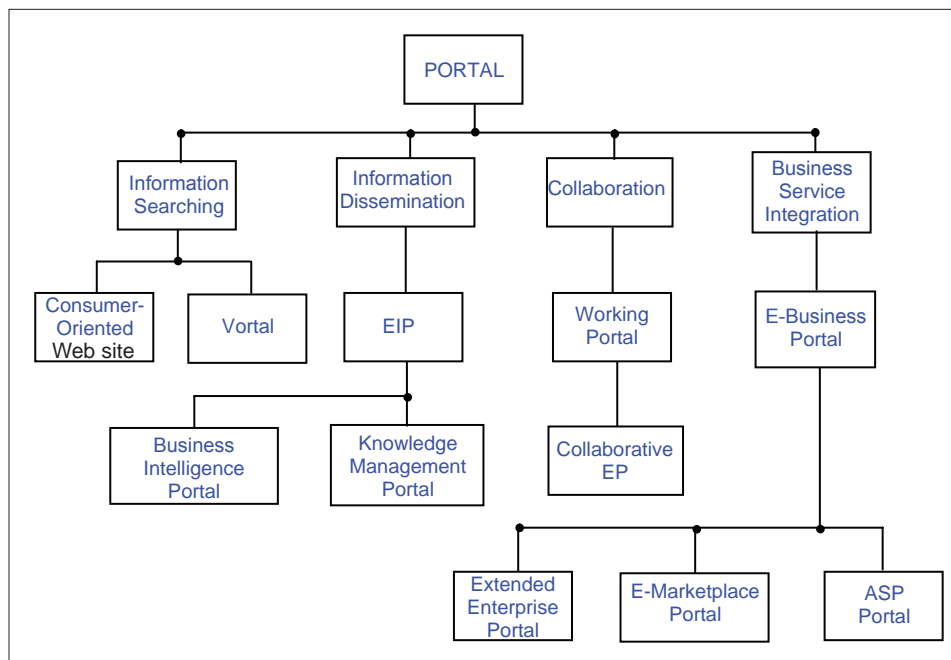 PORTAL
Information
Searching
Information
Dissemination
Collaboration
Business
Service
Integration
Consumer-
Oriented
Web site
Vortal
EIP
Working
Portal
E-Business
Portal
Business
Intelligence
Portal
Knowledge
Management
Portal
Collaborative
EP
Extended
Enterprise
Portal
E-Marketplace
Portal
ASP
Portal